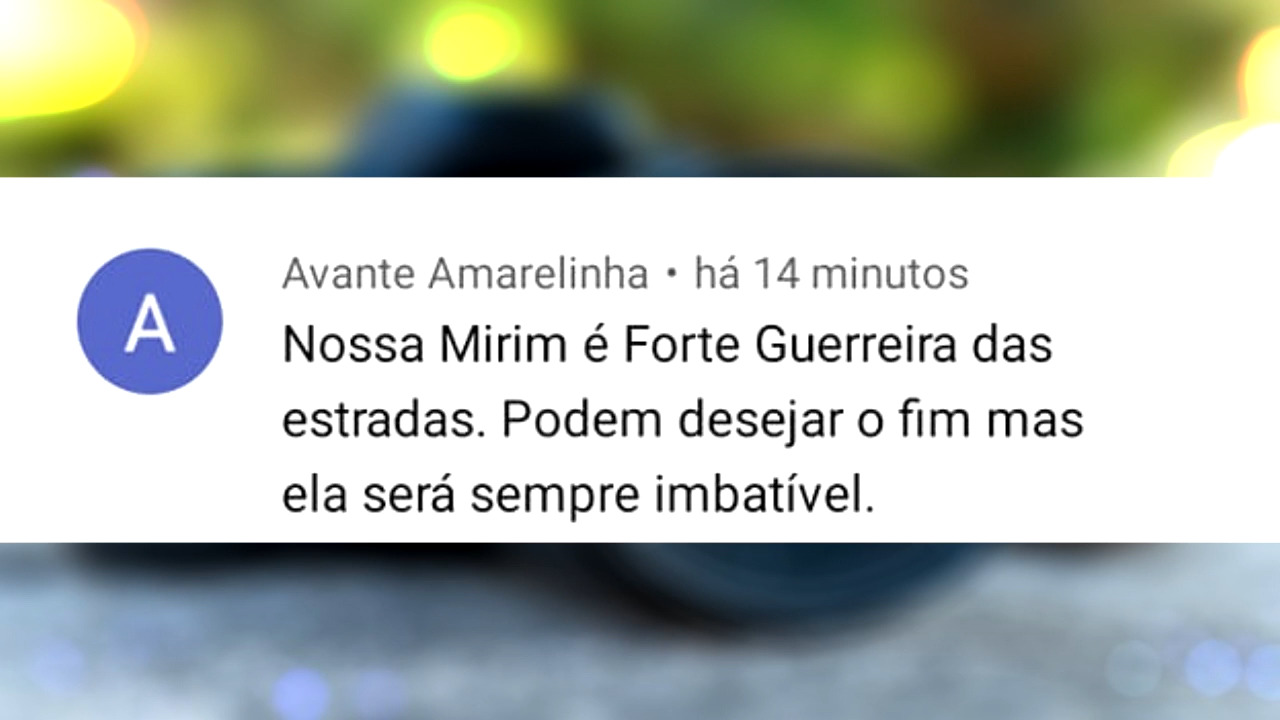 A
Avante Amarelinha • há 14 minutos
Nossa Mirim é Forte Guerreira das
estradas. Podem desejar o fim mas
ela será sempre imbatível.